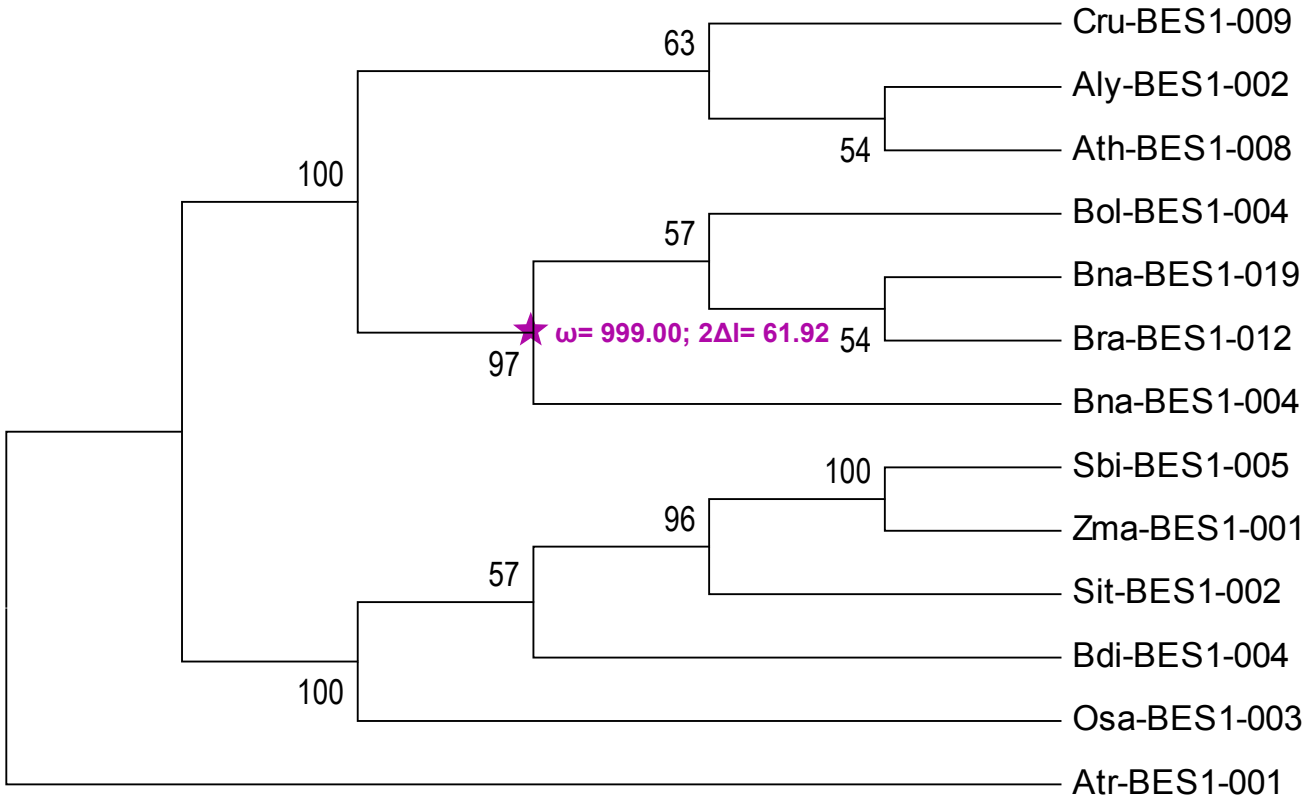 Cru-BES1-009
63
Aly-BES1-002
54
Ath-BES1-008
100
Bol-BES1-004
57
Bna-BES1-019
ω= 999.00; 2Δl= 61.92
54
Bra-BES1-012
97
Bna-BES1-004
Sbi-BES1-005
100
96
Zma-BES1-001
57
Sit-BES1-002
Bdi-BES1-004
100
Osa-BES1-003
Atr-BES1-001